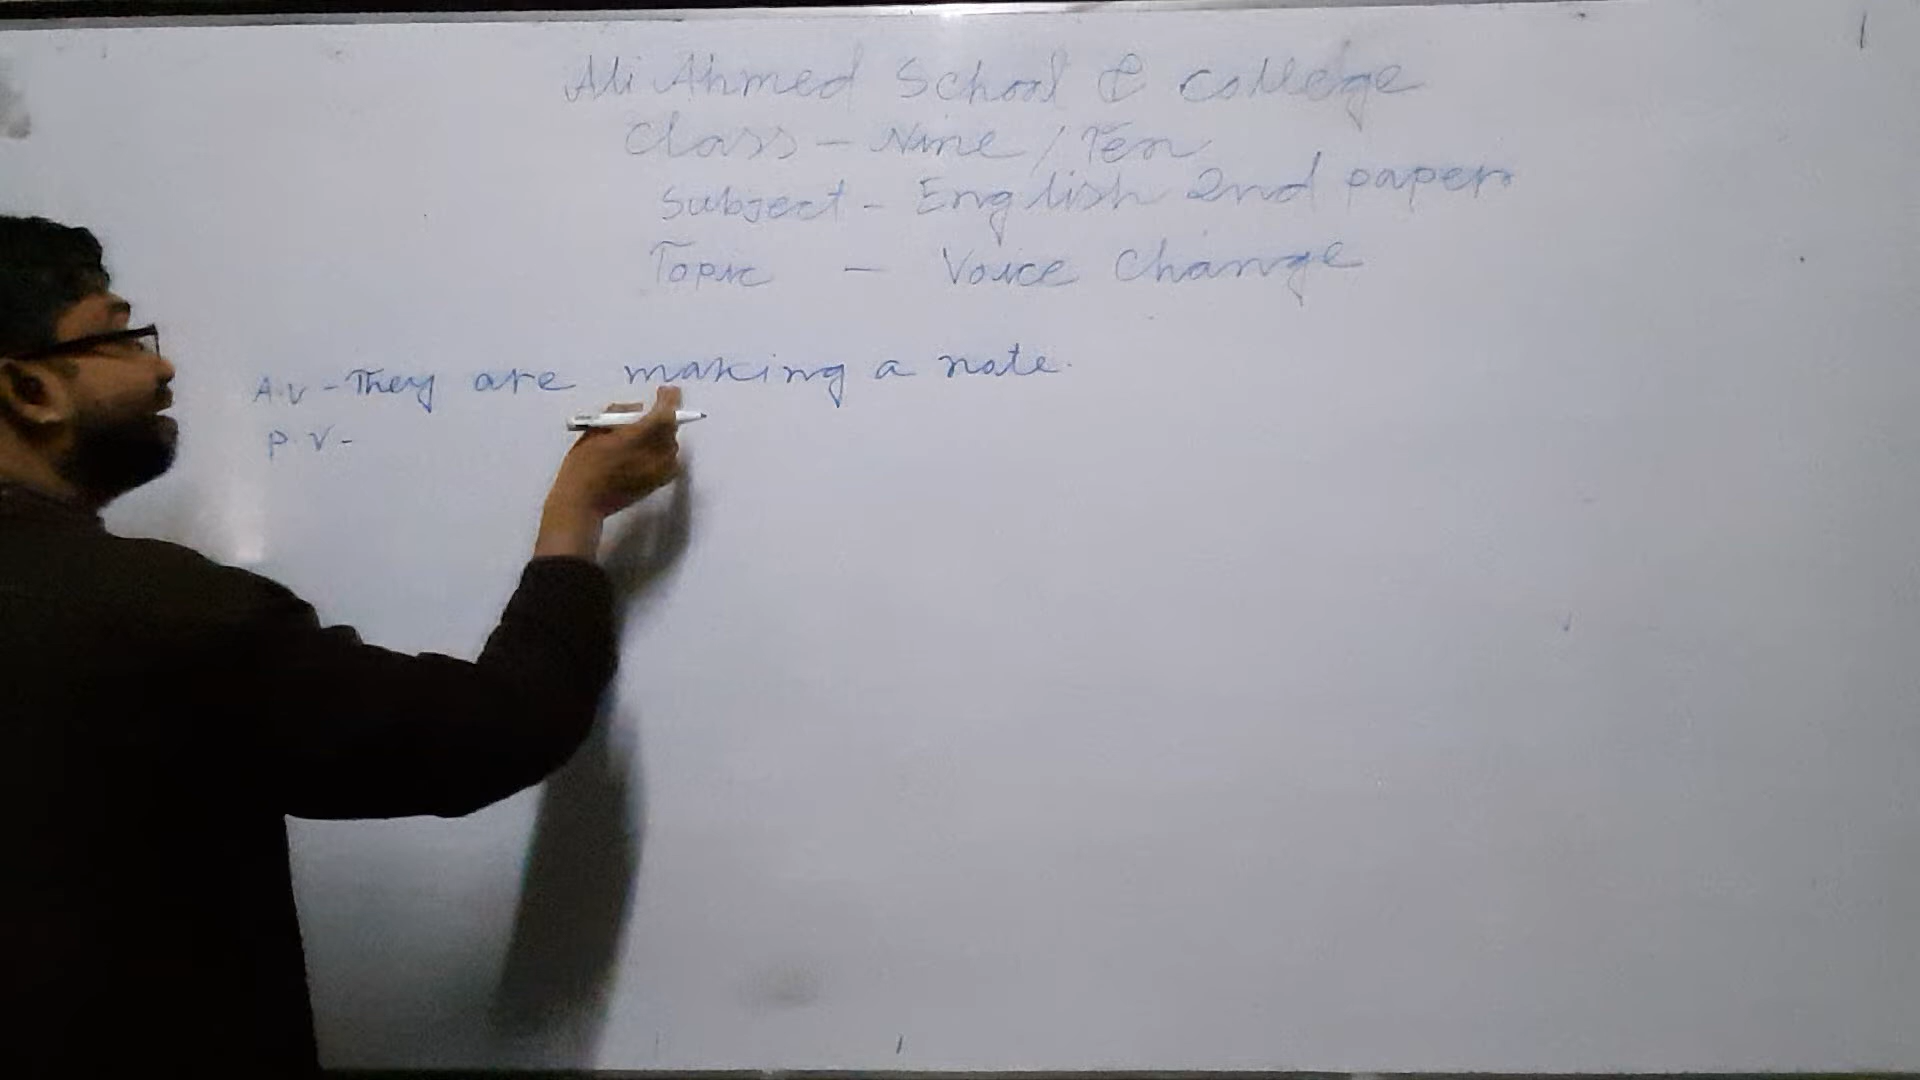 Ali Ahmed School & College
Class - Nine / Ten
Subject - English 2nd paper
Topic - Voice Change
A.V - They are making a note.
P.V -